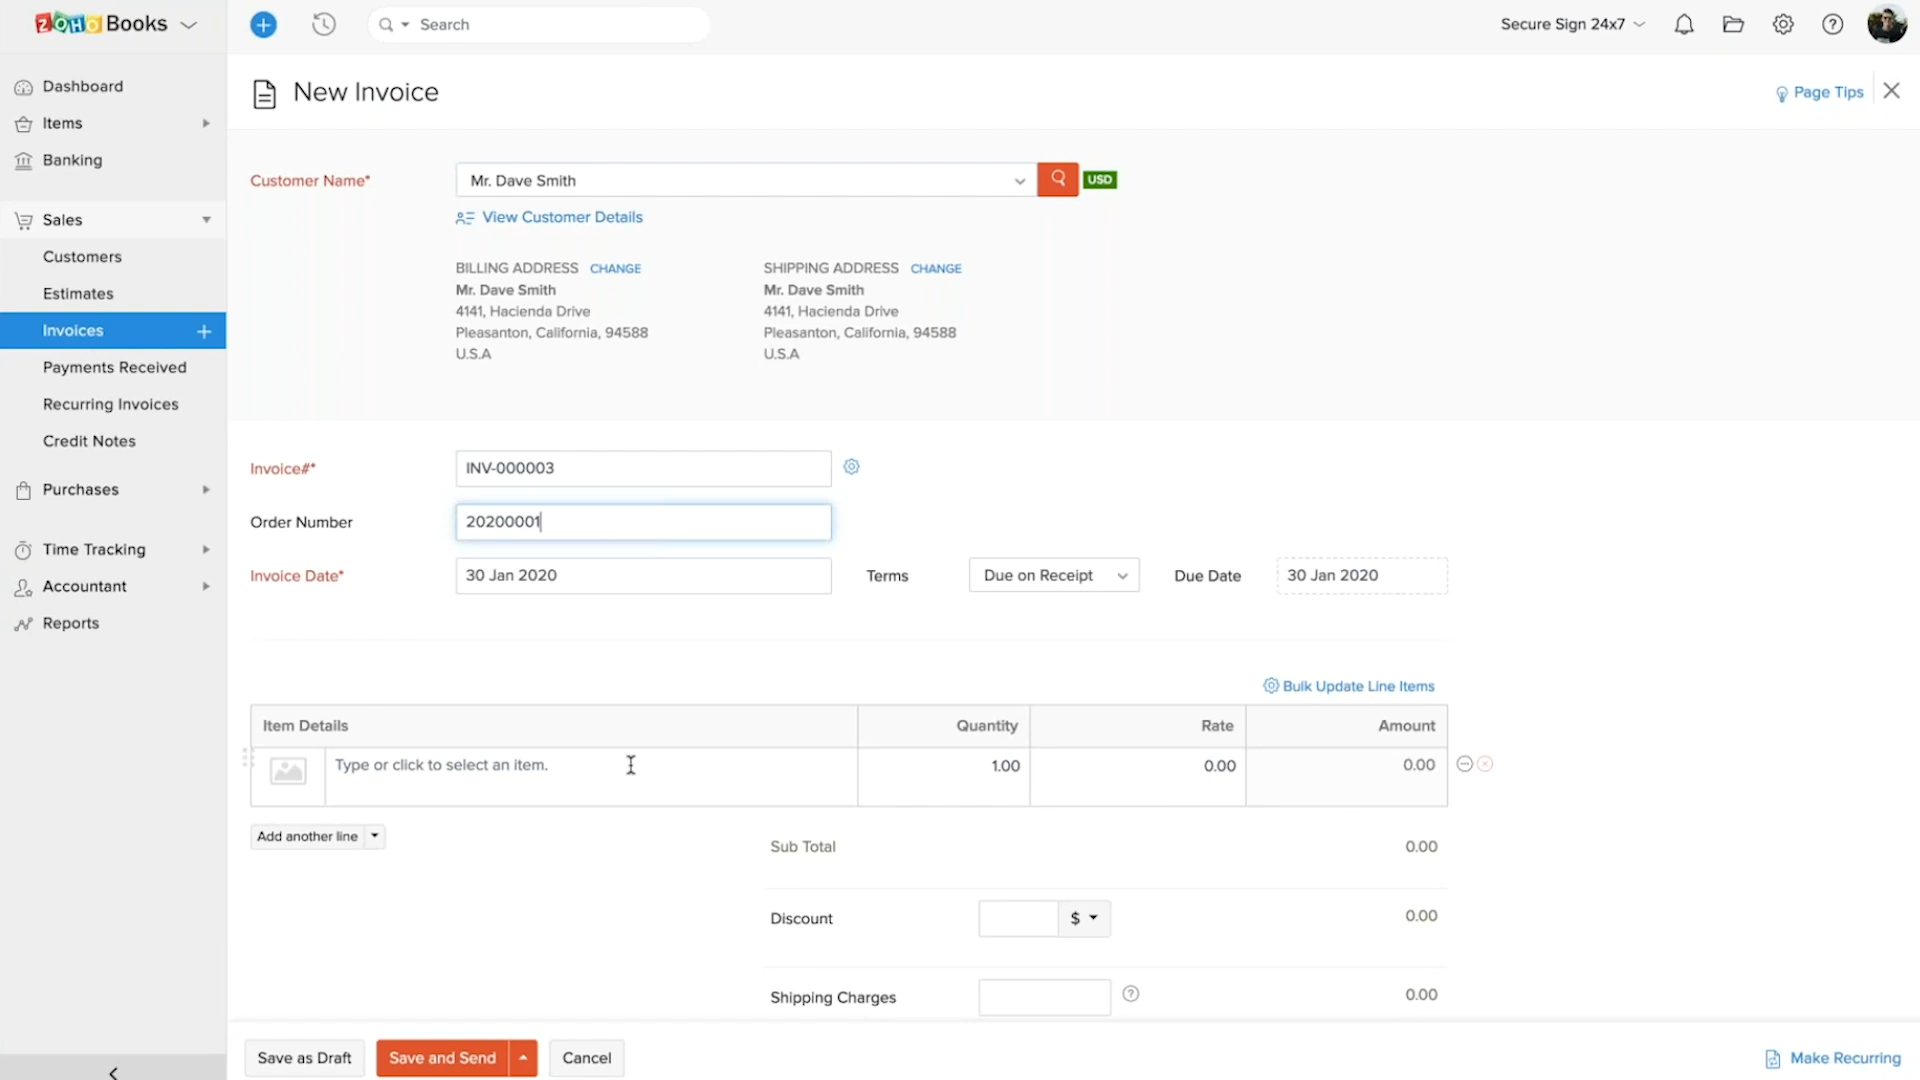 ZOHO Books
Search
Secure Sign 24x7
Dashboard
Items
Banking
Sales
Customers
Estimates
Invoices
Payments Received
Recurring Invoices
Credit Notes
Purchases
Time Tracking
Accountant
Reports
New Invoice
Page Tips
Customer Name*
Mr. Dave Smith
USD
View Customer Details
BILLING ADDRESS CHANGE
Mr. Dave Smith
4141, Hacienda Drive
Pleasanton, California, 94588
U.S.A
SHIPPING ADDRESS CHANGE
Mr. Dave Smith
4141, Hacienda Drive
Pleasanton, California, 94588
U.S.A
Invoice#* INV-000003
Order Number 20200001
Invoice Date* 30 Jan 2020 Terms Due on Receipt Due Date 30 Jan 2020
Bulk Update Line Items
Item Details Quantity Rate Amount
Type or click to select an item. 1.00 0.00 0.00
Add another line
Sub Total 0.00
Discount $ 0.00
Shipping Charges 0.00
Save as Draft Save and Send Cancel Make Recurring